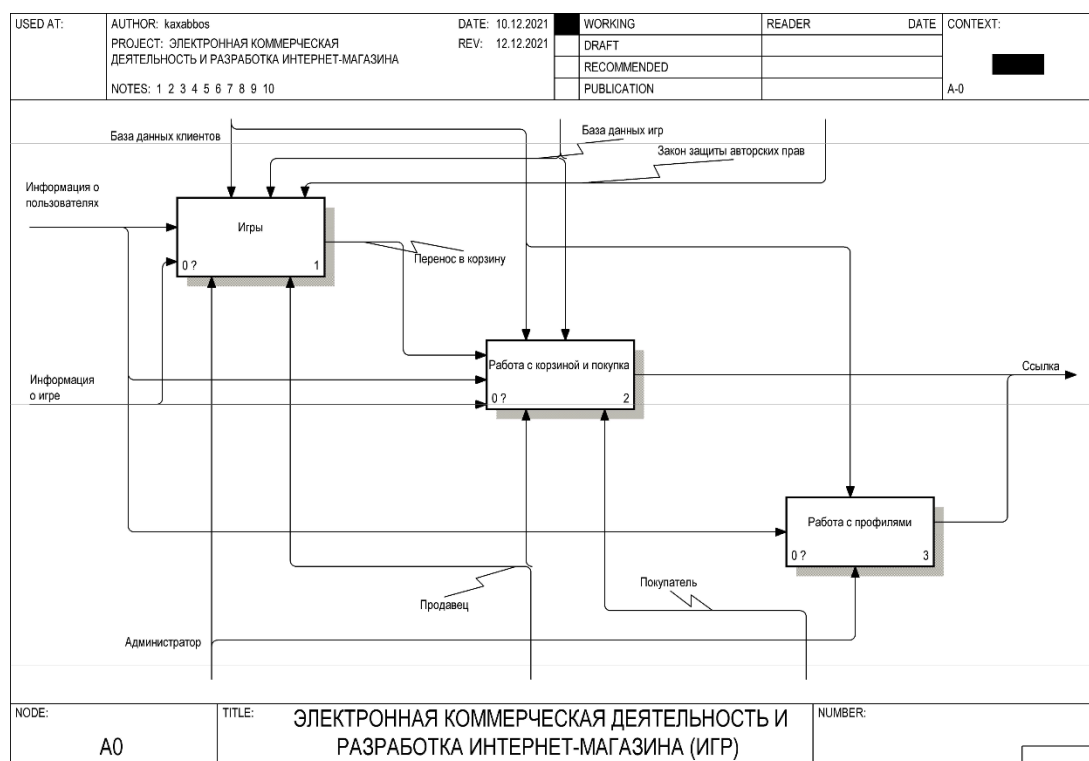 USED AT:
AUTHOR: kaxabbos
DATE: 10.12.2021
WORKING
READER
DATE
CONTEXT:
PROJECT: ЭЛЕКТРОННАЯ КОММЕРЧЕСКАЯ
ДЕЯТЕЛЬНОСТЬ И РАЗРАБОТКА ИНТЕРНЕТ-МАГАЗИНА
REV: 12.12.2021
DRAFT
RECOMMENDED
NOTES: 1 2 3 4 5 6 7 8 9 10
PUBLICATION
A-0
База данных клиентов
База данных игр
Закон защиты авторских прав
Информация о
пользователях
Игры
0 ?
1
Перенос в корзину
Работа с корзиной и покупка
0 ?
2
Ссылка
Информация
о игре
Работа с профилями
0 ?
3
Покупатель
Продавец
Администратор
NODE:
A0
TITLE:
ЭЛЕКТРОННАЯ КОММЕРЧЕСКАЯ ДЕЯТЕЛЬНОСТЬ И
РАЗРАБОТКА ИНТЕРНЕТ-МАГАЗИНА (ИГР)
NUMBER: